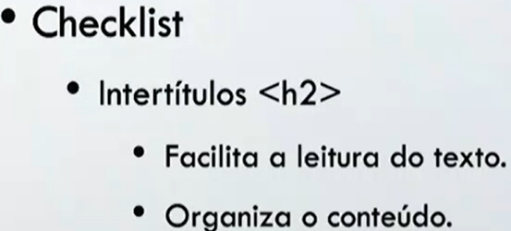 • Checklist
• Intertítulos <h2>
• Facilita a leitura do texto.
• Organiza o conteúdo.